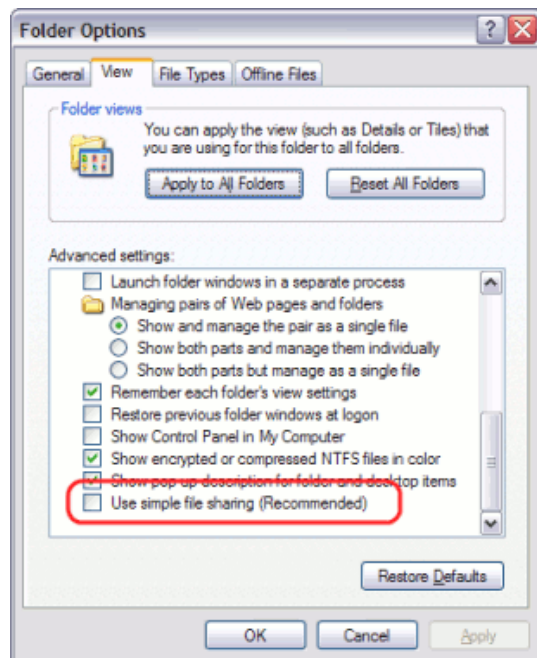 Folder Options
General View File Types Offline Files
Folder views
You can apply the view (such as Details or Tiles) that
you are using for this folder to all folders.
Apply to All Folders Reset All Folders
Advanced settings:
Launch folder windows in a separate process
Managing pairs of Web pages and folders
Show and manage the pair as a single file
Show both parts and manage them individually
Show both parts but manage as a single file
Remember each folder's view settings
Restore previous folder windows at logon
Show Control Panel in My Computer
Show encrypted or compressed NTFS files in color
Show pop-up description for folder and desktop items
Use simple file sharing (Recommended)
Restore Defaults
OK Cancel Apply